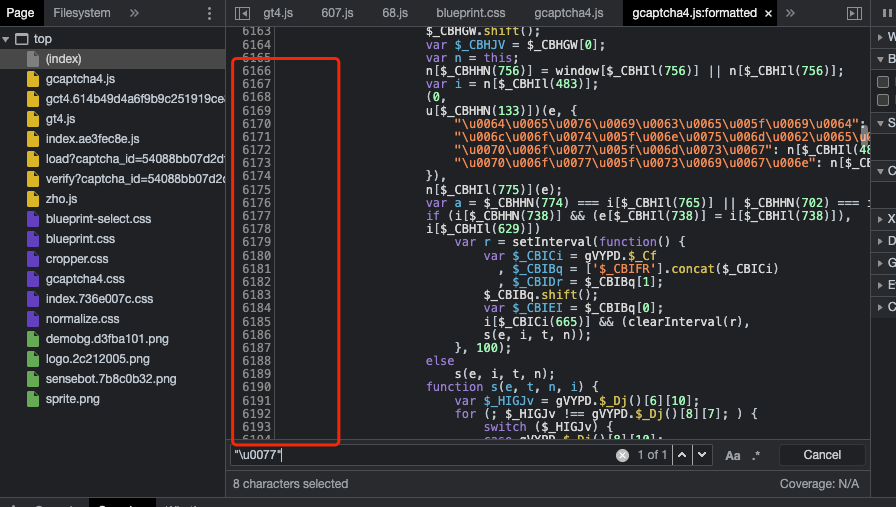 Page
Filesystem
gt4.js
607.js
68.js
blueprint.css
gcaptcha4.js
gcaptcha4.js:formatted
top
(index)
gcaptcha4.js
gct4.614b49d4a6f9b9c251919ce
gt4.js
index.ae3fec8e.js
load?captcha_id=54088bb07d2d
verify?captcha_id=54088bb07d2
zho.js
blueprint-select.css
blueprint.css
cropper.css
gcaptcha4.css
index.736e007c.css
normalize.css
demobg.d3fba101.png
logo.2c212005.png
sensebot.7b8c0b32.png
sprite.png
6163 $_CBHGW.shift();
6164 var $_CBHJV = $_CBHGW[0];
6165 var n = this;
6166 n[$_CBHHN(756)] = window[$_CBHIl(756)] || n[$_CBHIl(756)];
6167 var i = n[$_CBHIl(483)];
6168 (0,
6169 u[$_CBHHN(133)])(e, {
6170 "\u0064\u0065\u0076\u0069\u0063\u0065\u005f\u0069\u0064":
6171 "\u006c\u006f\u0074\u005f\u006e\u0075\u006d\u0062\u0065\u0
6172 "\u0070\u006f\u0077\u005f\u006d\u0073\u0067": n[$_CBHIl(48
6173 "\u0070\u006f\u0077\u005f\u0073\u0069\u0067\u006e": n[$_CB
6174 }),
6175 n[$_CBHIl(775)](e);
6176 var a = $_CBHHN(774) === i[$_CBHIl(765)] || $_CBHHN(702) === i
6177 if (i[$_CBHHN(738)] && (e[$_CBHIl(738)] = i[$_CBHIl(738)]),
6178 i[$_CBHIl(629)])
6179 var r = setInterval(function() {
6180 var $_CBICi = gVYPD.$_Cf
6181 , $_CBIBq = ['$_CBIFR'].concat($_CBICi)
6182 , $_CBIDr = $_CBIBq[1];
6183 $_CBIBq.shift();
6184 var $_CBIEI = $_CBIBq[0];
6185 i[$_CBICi(665)] && (clearInterval(r),
6186 s(e, i, t, n));
6187 }, 100);
6188 else
6189 s(e, i, t, n);
6190 function s(e, t, n, i) {
6191 var $_HIGJv = gVYPD.$_Dj()[6][10];
6192 for (; $_HIGJv !== gVYPD.$_Dj()[8][7]; ) {
6193 switch ($_HIGJv) {
6194 case gVYPD.$_Dj()[8][10]:
"\u0077"
1 of 1
Aa
.*
Cancel
8 characters selected
Coverage: N/A